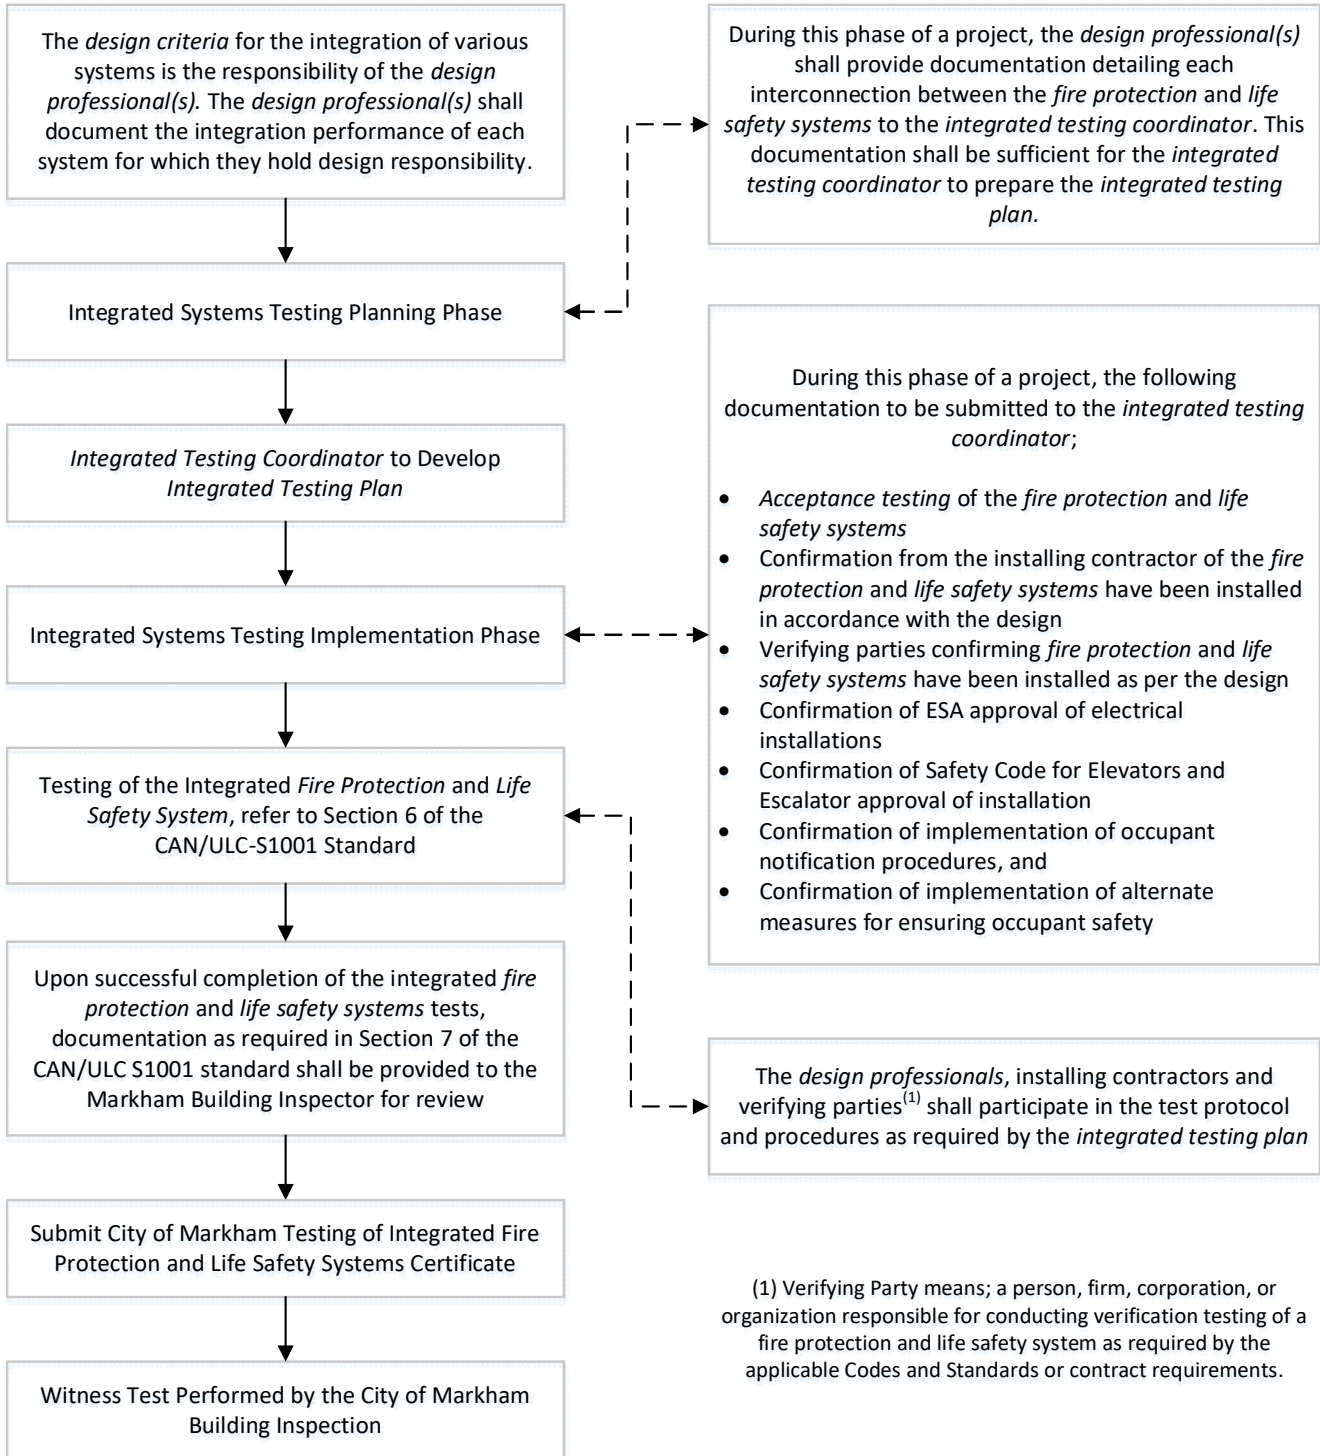 The design criteria for the integration of various
systems is the responsibility of the design
professional(s). The design professional(s) shall
document the integration performance of each
system for which they hold design responsibility.
During this phase of a project, the design professional(s)
shall provide documentation detailing each
interconnection between the fire protection and life
safety systems to the integrated testing coordinator. This
documentation shall be sufficient for the integrated
testing coordinator to prepare the integrated testing
plan.
Integrated Systems Testing Planning Phase
Integrated Testing Coordinator to Develop
Integrated Testing Plan
Integrated Systems Testing Implementation Phase
During this phase of a project, the following
documentation to be submitted to the integrated testing
coordinator;
• Acceptance testing of the fire protection and life
safety systems
• Confirmation from the installing contractor of the fire
protection and life safety systems have been installed
in accordance with the design
• Verifying parties confirming fire protection and life
safety systems have been installed as per the design
• Confirmation of ESA approval of electrical
installations
• Confirmation of Safety Code for Elevators and
Escalator approval of installation
• Confirmation of implementation of occupant
notification procedures, and
• Confirmation of implementation of alternate
measures for ensuring occupant safety
Testing of the Integrated Fire Protection and Life
Safety System, refer to Section 6 of the
CAN/ULC-S1001 Standard
Upon successful completion of the integrated fire
protection and life safety systems tests,
documentation as required in Section 7 of the
CAN/ULC S1001 standard shall be provided to the
Markham Building Inspector for review
The design professionals, installing contractors and
verifying parties(1) shall participate in the test protocol
and procedures as required by the integrated testing plan
Submit City of Markham Testing of Integrated Fire
Protection and Life Safety Systems Certificate
(1) Verifying Party means; a person, firm, corporation, or
organization responsible for conducting verification testing of a
fire protection and life safety system as required by the
applicable Codes and Standards or contract requirements.
Witness Test Performed by the City of Markham
Building Inspection